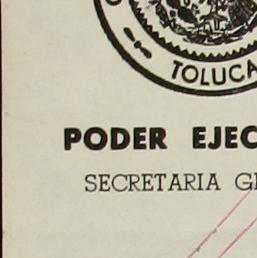 TOLUCA
PODER EJEC
SECRETARIA G